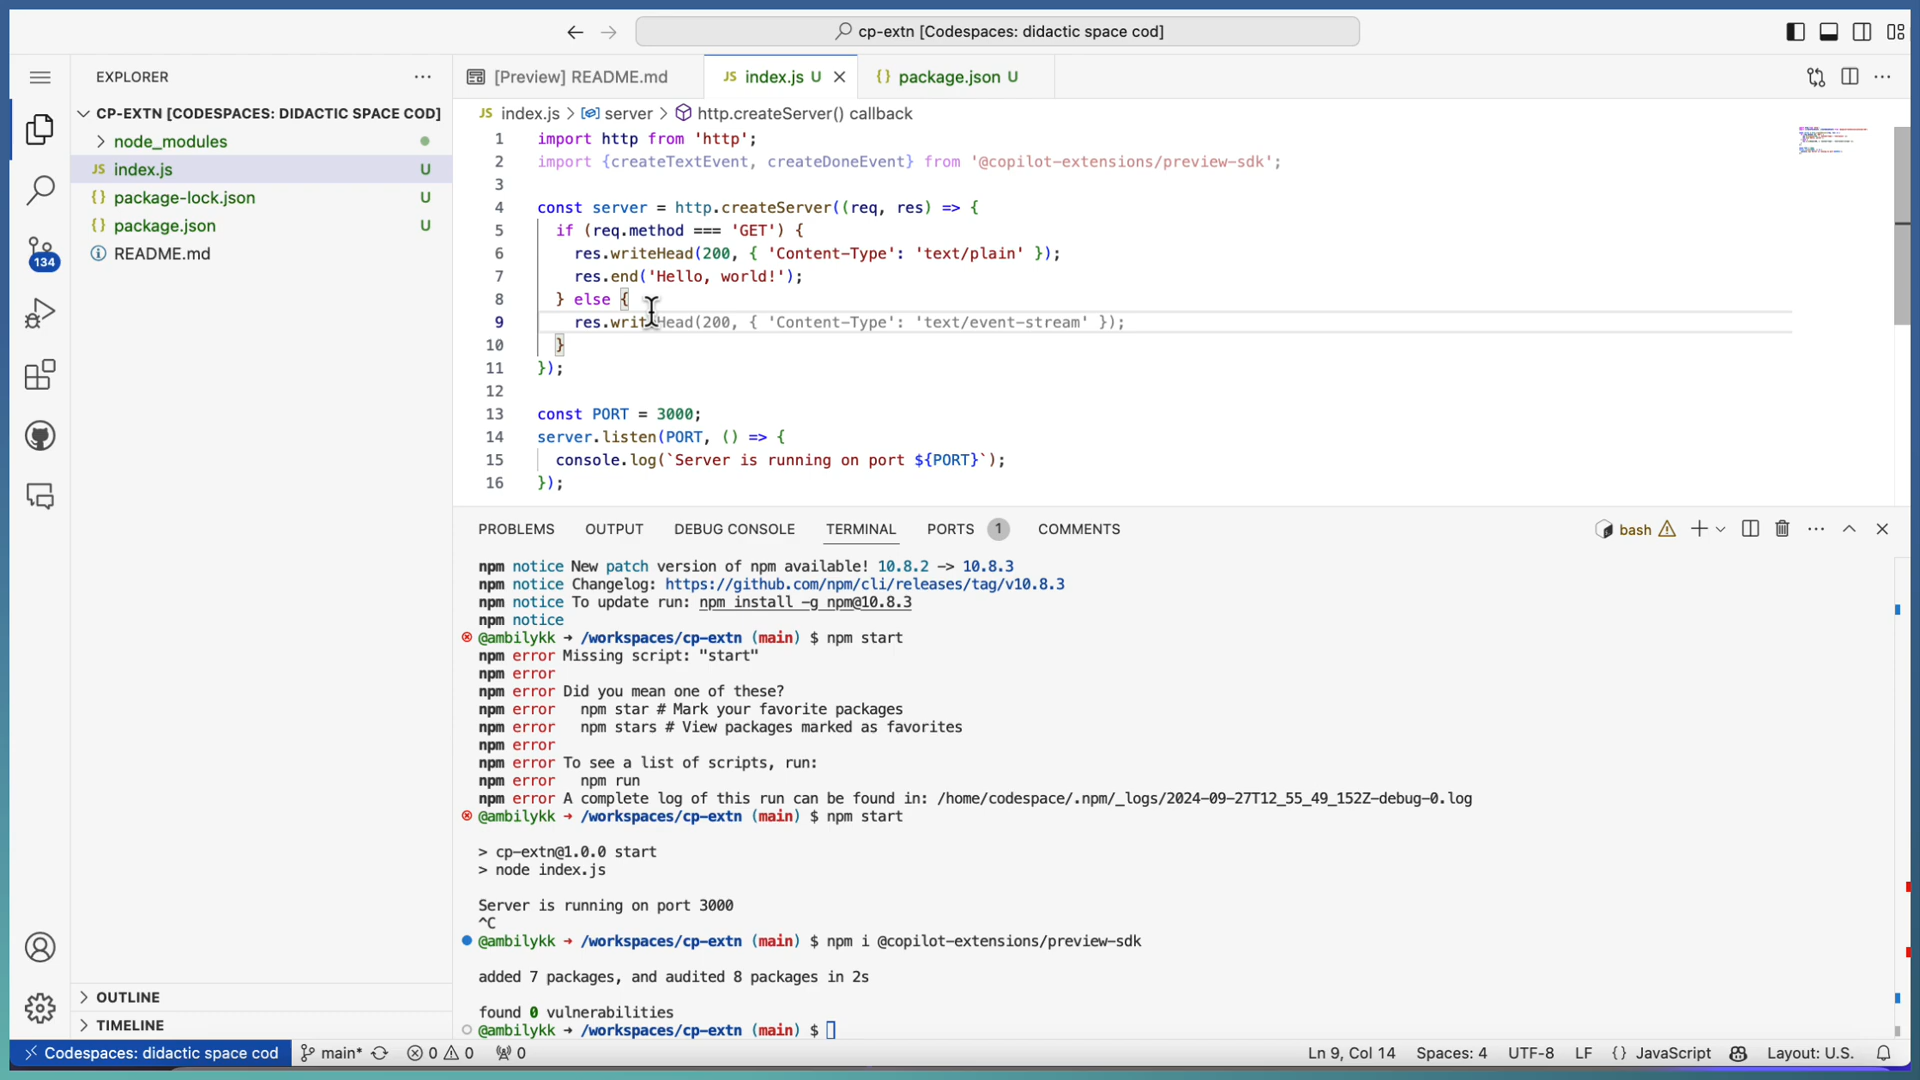 cp-extn [Codespaces: didactic space cod]
EXPLORER
CP-EXTN [CODESPACES: DIDACTIC SPACE COD]
node_modules
JS index.js U
{} package-lock.json U
{} package.json U
README.md
134
OUTLINE
TIMELINE
[Preview] README.md
JS index.js U
{} package.json U
JS index.js > server > http.createServer() callback
1 import http from 'http';
2 import {createTextEvent, createDoneEvent} from '@copilot-extensions/preview-sdk';
3
4 const server = http.createServer((req, res) => {
5 if (req.method === 'GET') {
6 res.writeHead(200, { 'Content-Type': 'text/plain' });
7 res.end('Hello, world!');
8 } else {
9 res.writeHead(200, { 'Content-Type': 'text/event-stream' });
10 }
11 });
12
13 const PORT = 3000;
14 server.listen(PORT, () => {
15 console.log(`Server is running on port ${PORT}`);
16 });
PROBLEMS OUTPUT DEBUG CONSOLE TERMINAL PORTS 1 COMMENTS
bash
npm notice New patch version of npm available! 10.8.2 -> 10.8.3
npm notice Changelog: https://github.com/npm/cli/releases/tag/v10.8.3
npm notice To update run: npm install -g npm@10.8.3
npm notice
@ambilykk → /workspaces/cp-extn (main) $ npm start
npm error Missing script: "start"
npm error
npm error Did you mean one of these?
npm error npm star # Mark your favorite packages
npm error npm stars # View packages marked as favorites
npm error
npm error To see a list of scripts, run:
npm error npm run
npm error A complete log of this run can be found in: /home/codespace/.npm/_logs/2024-09-27T12_55_49_152Z-debug-0.log
@ambilykk → /workspaces/cp-extn (main) $ npm start
> cp-extn@1.0.0 start
> node index.js
Server is running on port 3000
^C
@ambilykk → /workspaces/cp-extn (main) $ npm i @copilot-extensions/preview-sdk
added 7 packages, and audited 8 packages in 2s
found 0 vulnerabilities
@ambilykk → /workspaces/cp-extn (main) $
Codespaces: didactic space cod main* 0 0 0 Ln 9, Col 14 Spaces: 4 UTF-8 LF {} JavaScript Layout: U.S.